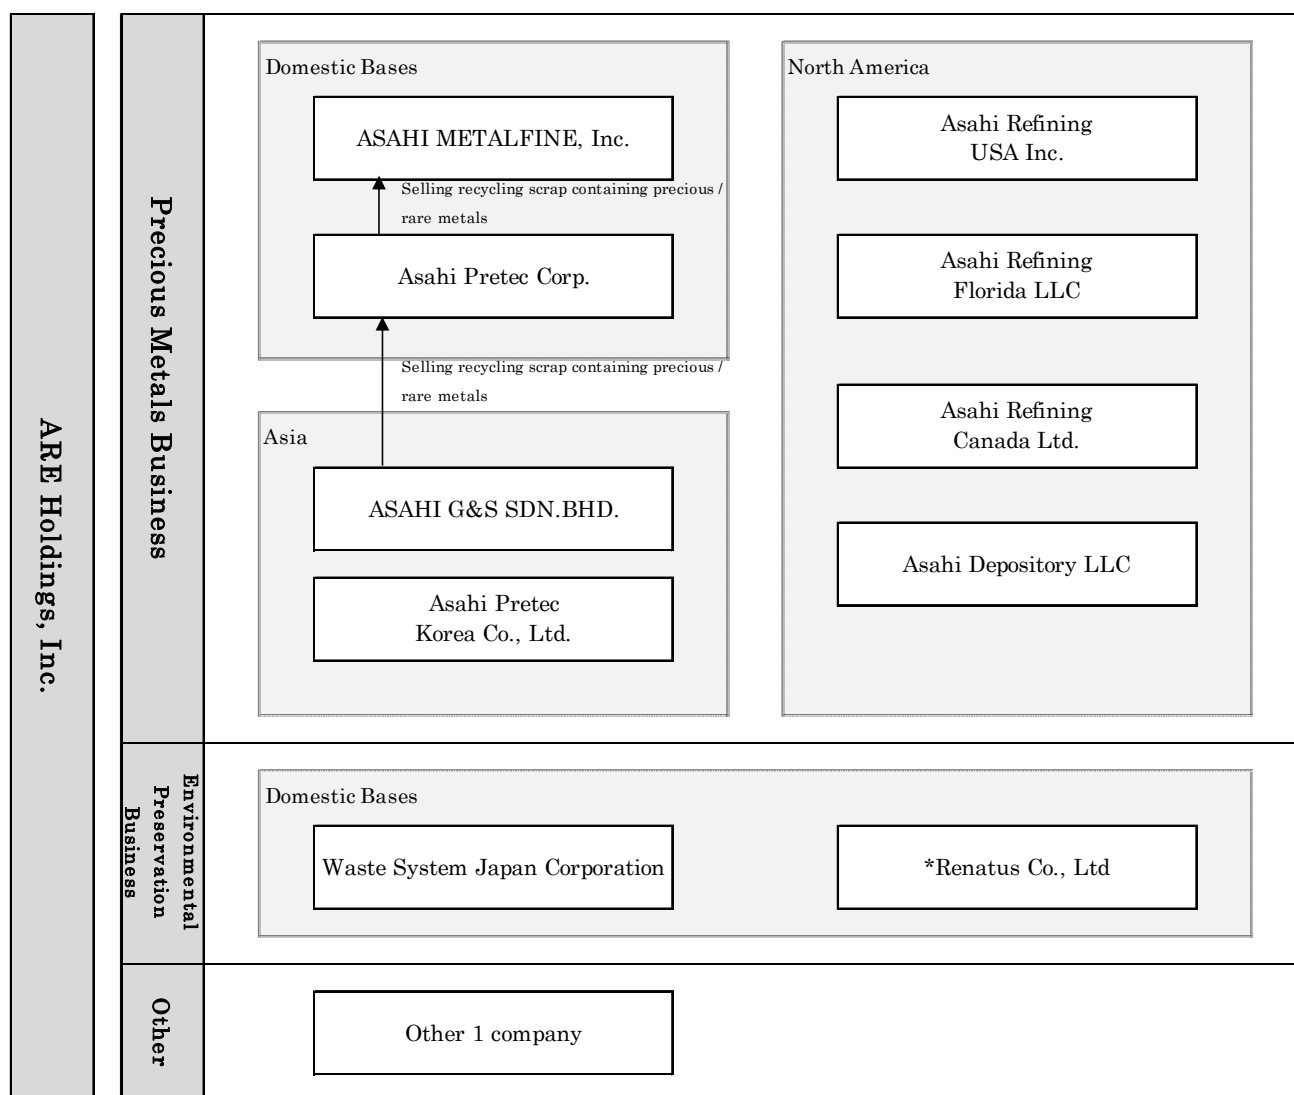 ARE Holdings, Inc.
Precious Metals Business
Domestic Bases
ASAHI METALFINE, Inc.
Selling recycling scrap containing precious /
rare metals
Asahi Pretec Corp.
Selling recycling scrap containing precious /
rare metals
Asia
ASAHI G&S SDN.BHD.
Asahi Pretec
Korea Co., Ltd.
North America
Asahi Refining
USA Inc.
Asahi Refining
Florida LLC
Asahi Refining
Canada Ltd.
Asahi Depository LLC
Environmental
Preservation
Business
Domestic Bases
Waste System Japan Corporation
*Renatus Co., Ltd
Other
Other 1 company